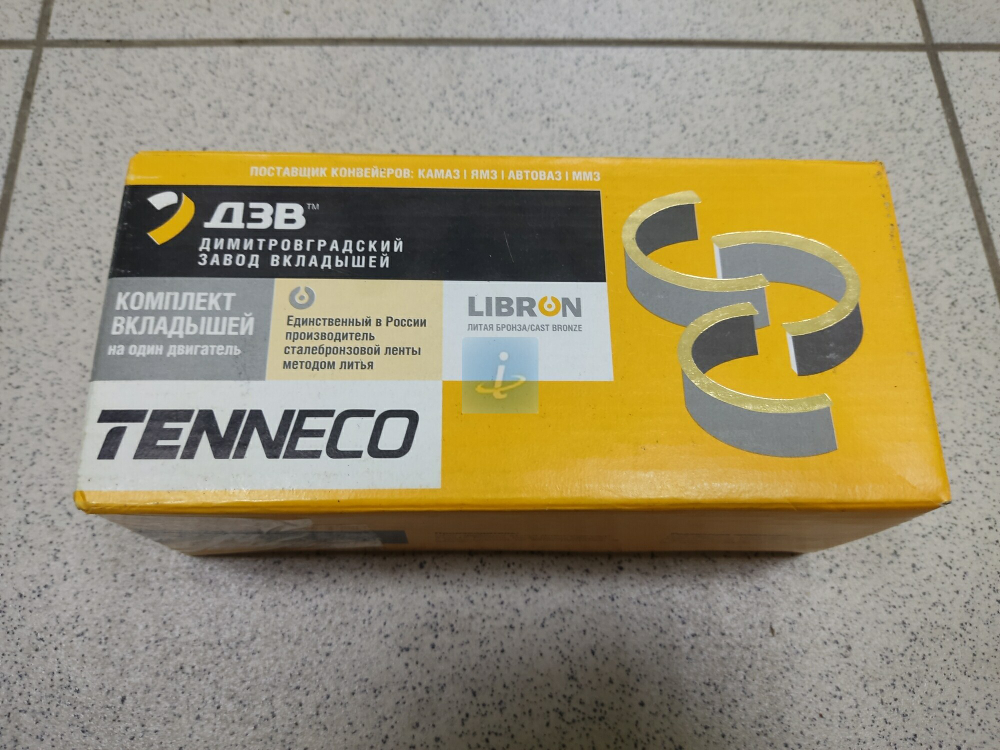 ПОСТАВЩИК КОНВЕЙЕРОВ: КАМАЗ | ЯМЗ | АВТОВАЗ | ММЗ
ДЗВ™
ДИМИТРОВГРАДСКИЙ
ЗАВОД ВКЛАДЫШЕЙ
КОМПЛЕКТ
ВКЛАДЫШЕЙ
на один двигатель
Единственный в России
производитель
сталебронзовой ленты
методом литья
LIBRON
ЛИТАЯ БРОНЗА/CAST BRONZE
i
TENNECO